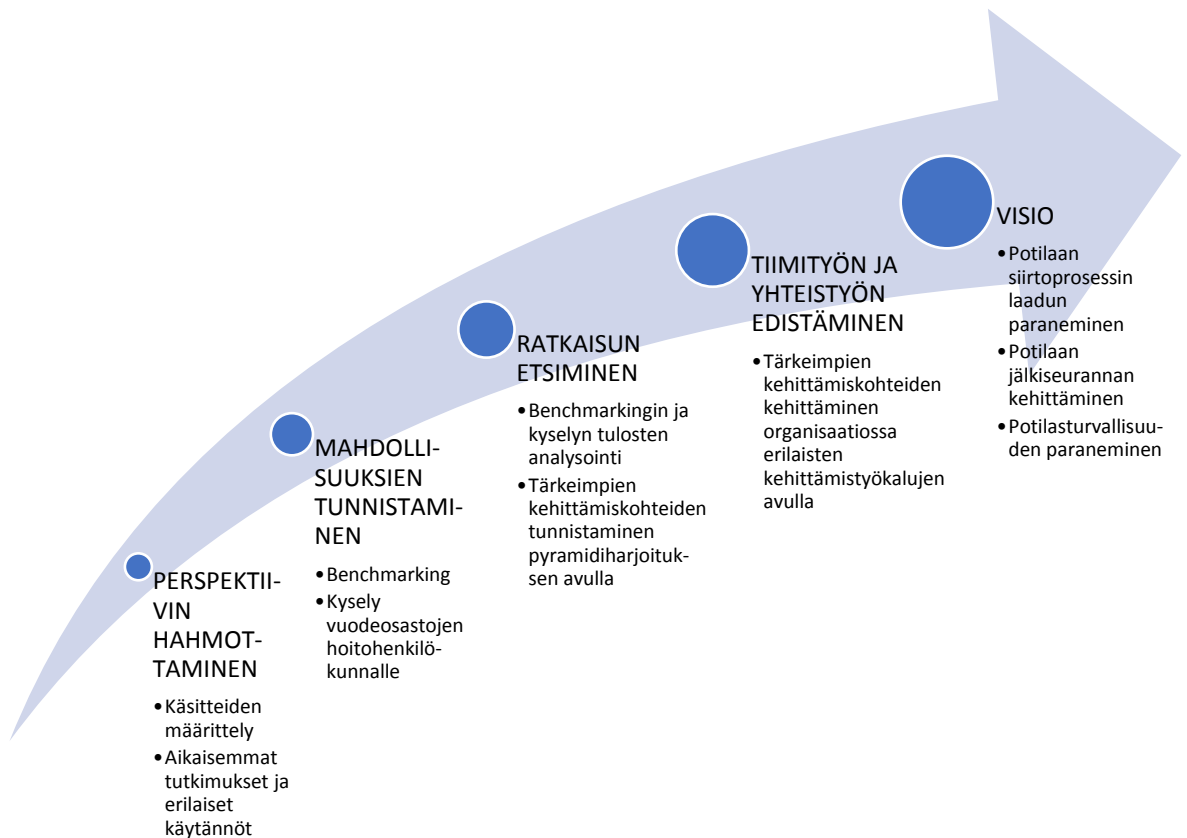 PERSPEKTII-
VIN
HAHMOT-
TAMINEN
•Käsitteiden
määrittely
•Aikaisemmat
tutkimukset ja
erilaiset
käytännöt
MAHDOLLI-
SUUKSIEN
TUNNISTAMI-
NEN
•Benchmarking
•Kysely
vuodeosastojen
hoitohenkilö-
kunnalle
RATKAISUN
ETSIMINEN
•Benchmarkingin ja
kyselyn tulosten
analysointi
•Tärkeimpien
kehittämiskohteiden
tunnistaminen
pyramidiharjoituk-
sen avulla
TIIMITYÖN JA
YHTEISTYÖN
EDISTÄMINEN
•Tärkeimpien
kehittämiskohteiden
kehittäminen
organisaatiossa
erilaisten
kehittämistyökalujen
avulla
VISIO
•Potilaan
siirtoprosessin
laadun
paraneminen
•Potilaan
jälkiseurannan
kehittäminen
•Potilasturvallisuu-
den paraneminen